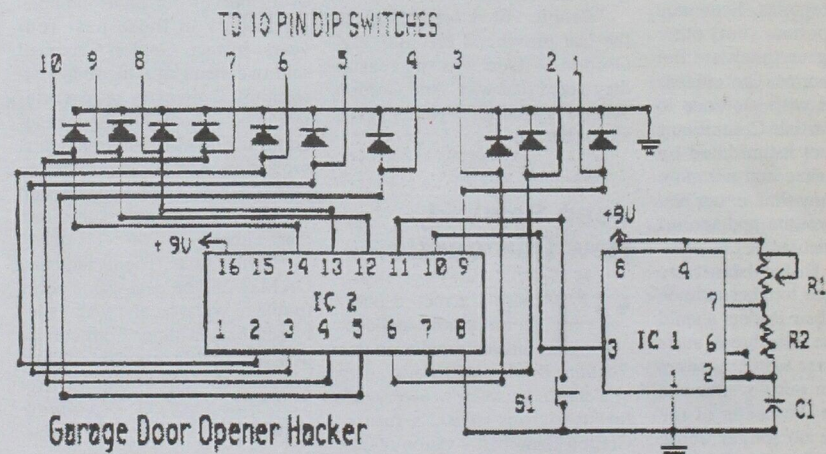 TO 10 PIN DIP SWITCHES
10 9 8 7 6 5 4 3 2 1
+9V
+9V
16 15 14 13 12 11 10 9
8 4
R1
IC 2
7
R2
3 IC 1 6
1 2 3 4 5 6 7 8
2
1
S1
C1
Garage Door Opener Hacker